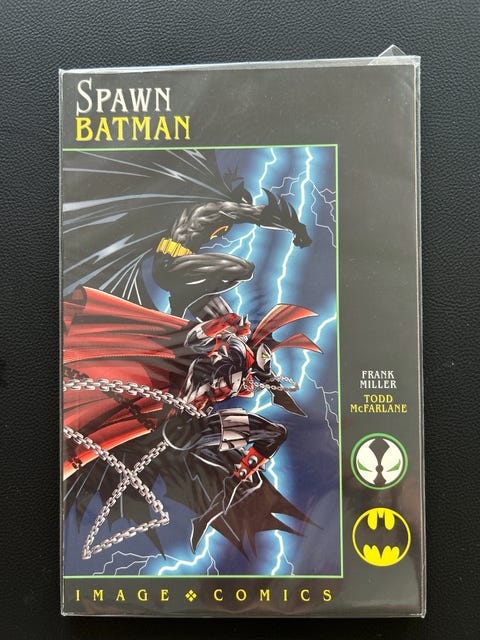 SPAWN
BATMAN
FRANK
MILLER
TODD
McFARLANE
IMAGE ❖ COMICS